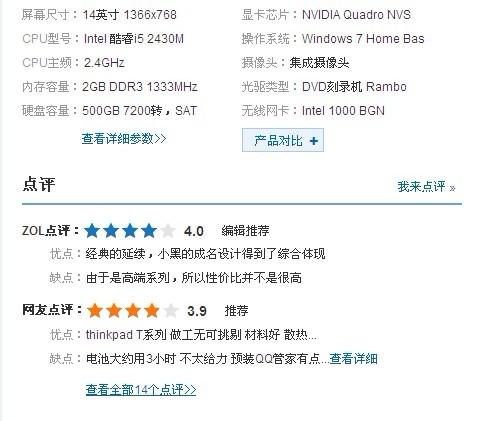 屏幕尺寸：14英寸 1366x768 显卡芯片：NVIDIA Quadro NVS
CPU型号：Intel 酷睿i5 2430M 操作系统：Windows 7 Home Bas
CPU主频：2.4GHz 摄像头：集成摄像头
内存容量：2GB DDR3 1333MHz 光驱类型：DVD刻录机 Rambo
硬盘容量：500GB 7200转，SAT 无线网卡：Intel 1000 BGN
查看详细参数>> 产品对比 +
点评 我来点评 »
ZOL点评： 4.0 编辑推荐
优点：经典的延续，小黑的成名设计得到了综合体现
缺点：由于是高端系列，所以性价比并不是很高
网友点评： 3.9 推荐
优点：thinkpad T系列 做工无可挑剔 材料好 散热...
缺点：电池大约用3小时 不太给力 预装QQ管家有点...查看详细
查看全部14个点评>>